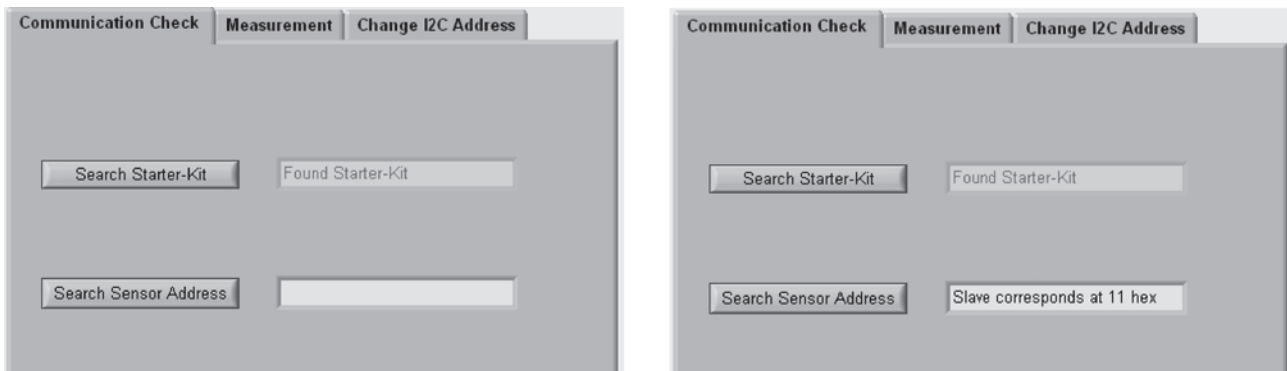 Communication Check Measurement Change I2C Address
Search Starter-Kit Found Starter-Kit
Search Sensor Address
Communication Check Measurement Change I2C Address
Search Starter-Kit Found Starter-Kit
Search Sensor Address Slave corresponds at 11 hex